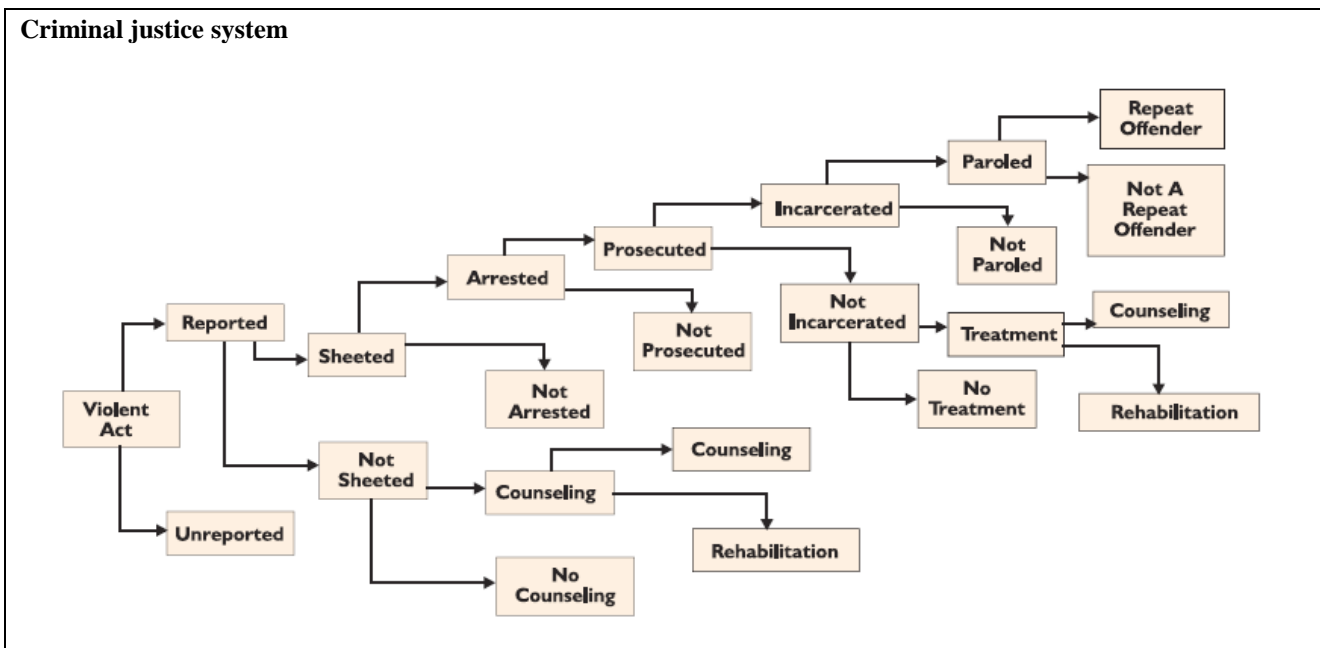 Criminal justice system
Repeat
Offender
Paroled
Not A
Repeat
Offender
Incarcerated
Not
Paroled
Prosecuted
Arrested
Not
Prosecuted
Not
Incarcerated
Treatment
Counseling
Reported
Sheeted
Not
Arrested
No
Treatment
Rehabilitation
Violent
Act
Not
Sheeted
Counseling
Counseling
Unreported
Rehabilitation
No
Counseling